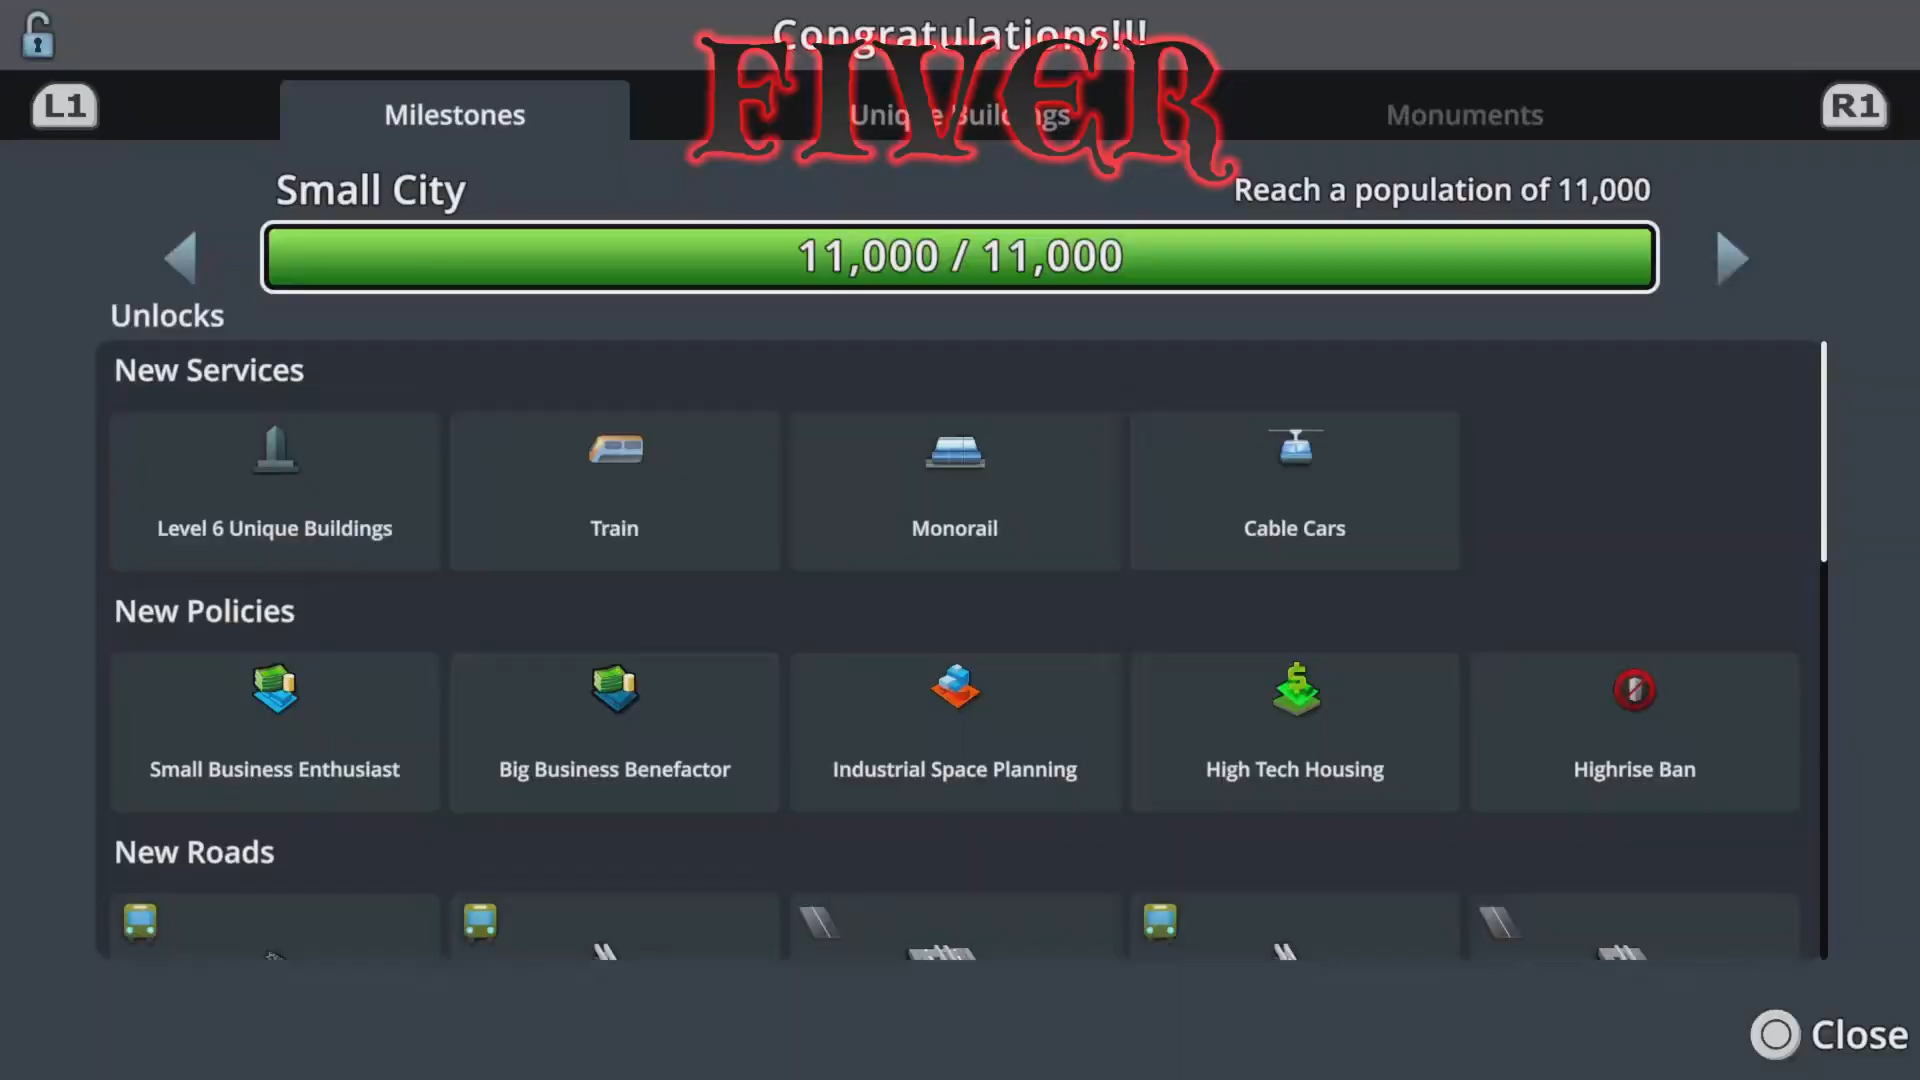 Congratulations!!!
FIVER
L1
Milestones
Unique Buildings
Monuments
R1
Small City
Reach a population of 11,000
11,000 / 11,000
Unlocks
New Services
Level 6 Unique Buildings
Train
Monorail
Cable Cars
New Policies
Small Business Enthusiast
Big Business Benefactor
Industrial Space Planning
High Tech Housing
Highrise Ban
New Roads
Close